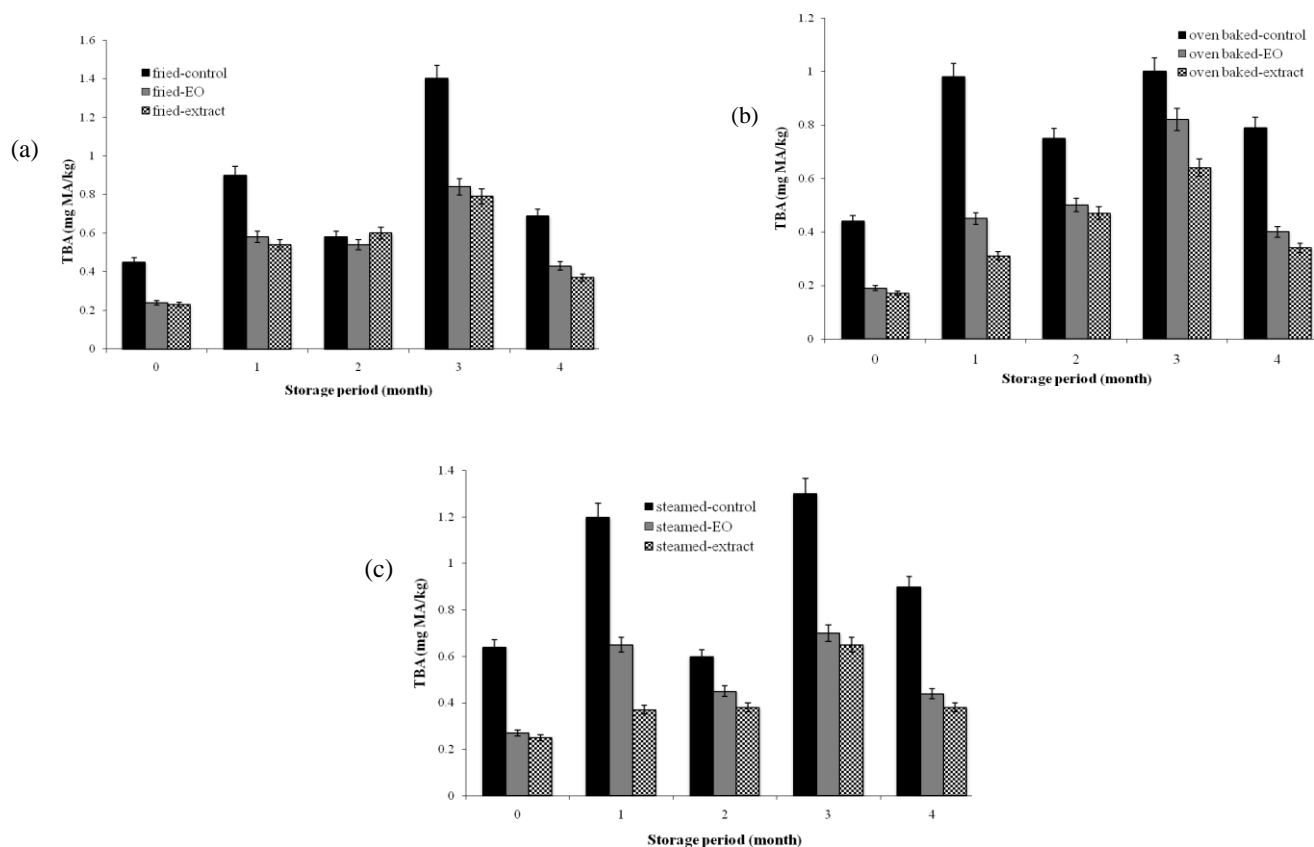 (a)
TBA (mg MA/kg)
1.6
1.4
1.2
1
0.8
0.6
0.4
0.2
0
fried-control
fried-EO
fried-extract
0 1 2 3 4
Storage period (month)
(b)
TBA (mg MA/kg)
1.2
1
0.8
0.6
0.4
0.2
0
oven baked-control
oven baked-EO
oven baked-extract
0 1 2 3 4
Storage period (month)
(c)
TBA (mg MA/kg)
1.4
1.2
1
0.8
0.6
0.4
0.2
0
steamed-control
steamed-EO
steamed-extract
0 1 2 3 4
Storage period (month)